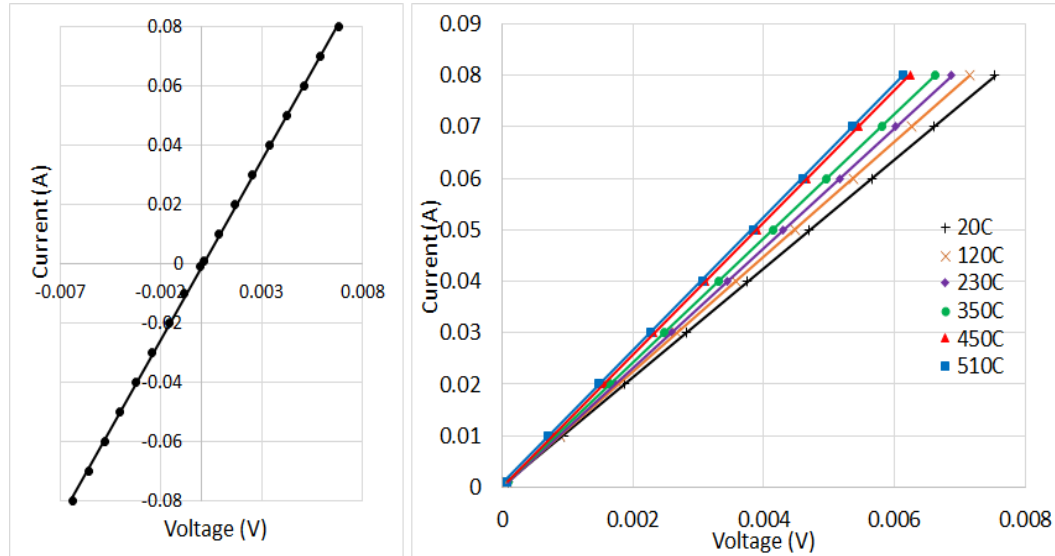 0.08
0.06
0.04
0.02
0
-0.02
-0.04
-0.06
-0.08
-0.007
-0.002
0.003
0.008
Current (A)
Voltage (V)
0.09
0.08
0.07
0.06
0.05
0.04
0.03
0.02
0.01
0
0
0.002
0.004
0.006
0.008
Current (A)
Voltage (V)
20C
120C
230C
350C
450C
510C